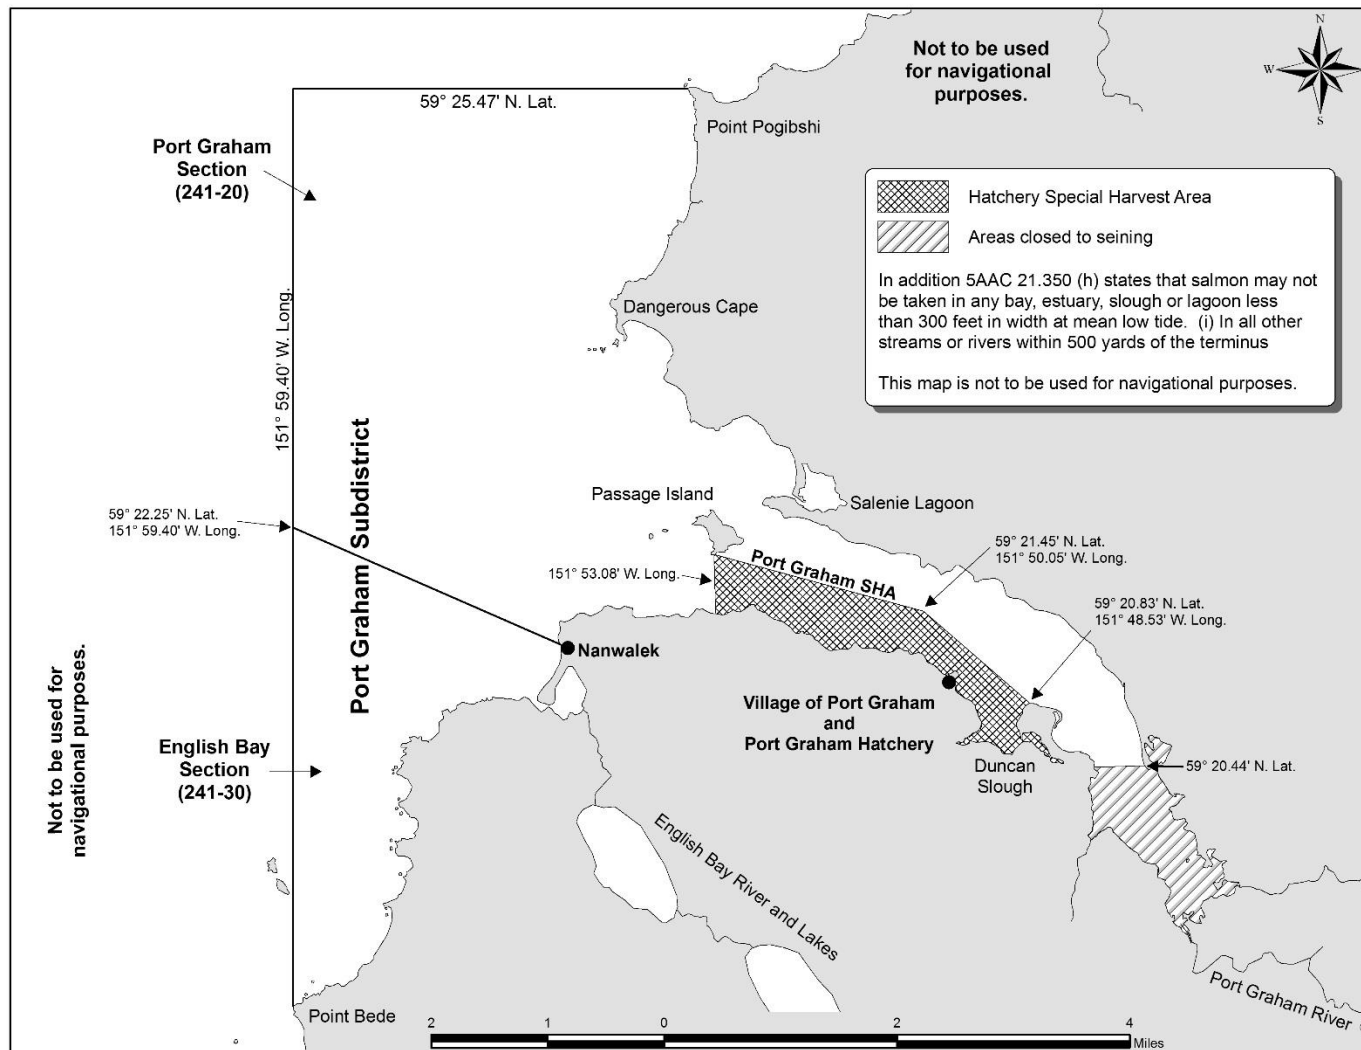 Not to be used
for navigational
purposes.
N
W
S
59° 25.47' N. Lat.
Point Pogibshi
Port Graham
Section
(241-20)
Hatchery Special Harvest Area
Areas closed to seining
In addition 5AAC 21.350 (h) states that salmon may not
be taken in any bay, estuary, slough or lagoon less
than 300 feet in width at mean low tide. (i) In all other
streams or rivers within 500 yards of the terminus
This map is not to be used for navigational purposes.
151° 59.40' W. Long.
Dangerous Cape
Port Graham Subdistrict
Passage Island
Salenie Lagoon
59° 22.25' N. Lat.
151° 59.40' W. Long.
59° 21.45' N. Lat.
151° 50.05' W. Long.
Port Graham SHA
151° 53.08' W. Long.
59° 20.83' N. Lat.
151° 48.53' W. Long.
Nanwalek
Not to be used for
navigational purposes.
Village of Port Graham
and
Port Graham Hatchery
English Bay
Section
(241-30)
Duncan
Slough
59° 20.44' N. Lat.
English Bay River and Lakes
Port Graham River
Point Bede
2 1 0 2 4
Miles